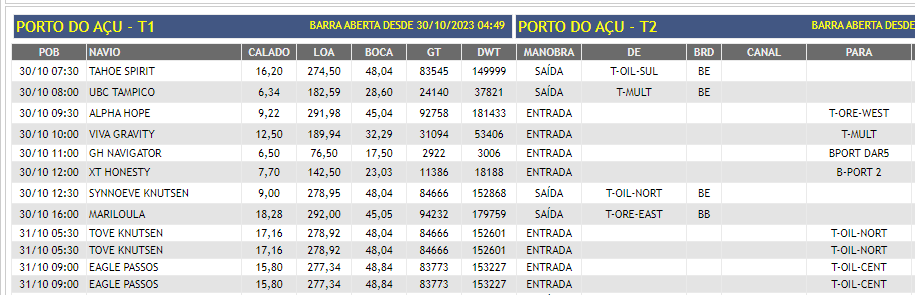 PORTO DO AÇU - T1 BARRA ABERTA DESDE 30/10/2023 04:49 PORTO DO AÇU - T2 BARRA ABERTA DESDE
POB NAVIO CALADO LOA BOCA GT DWT MANOBRA DE BRD CANAL PARA
30/10 07:30 TAHOE SPIRIT 16,20 274,50 48,04 83545 149999 SAÍDA T-OIL-SUL BE
30/10 08:00 UBC TAMPICO 6,34 182,59 28,60 24140 37821 SAÍDA T-MULT BE
30/10 09:30 ALPHA HOPE 9,22 291,98 45,04 92758 181433 ENTRADA T-ORE-WEST
30/10 10:00 VIVA GRAVITY 12,50 189,94 32,29 31094 53406 ENTRADA T-MULT
30/10 11:00 GH NAVIGATOR 6,50 76,50 17,50 2922 3006 ENTRADA BPORT DAR5
30/10 12:00 XT HONESTY 7,70 142,50 23,03 11386 18188 ENTRADA B-PORT 2
30/10 12:30 SYNNOEVE KNUTSEN 9,00 278,95 48,04 84666 152868 SAÍDA T-OIL-NORT BE
30/10 16:00 MARILOULA 18,28 292,00 45,05 94232 179759 SAÍDA T-ORE-EAST BB
31/10 05:30 TOVE KNUTSEN 17,16 278,92 48,04 84666 152601 ENTRADA T-OIL-NORT
31/10 05:30 TOVE KNUTSEN 17,16 278,92 48,04 84666 152601 ENTRADA T-OIL-NORT
31/10 09:00 EAGLE PASSOS 15,80 277,34 48,84 83773 153227 ENTRADA T-OIL-CENT
31/10 09:00 EAGLE PASSOS 15,80 277,34 48,84 83773 153227 ENTRADA T-OIL-CENT